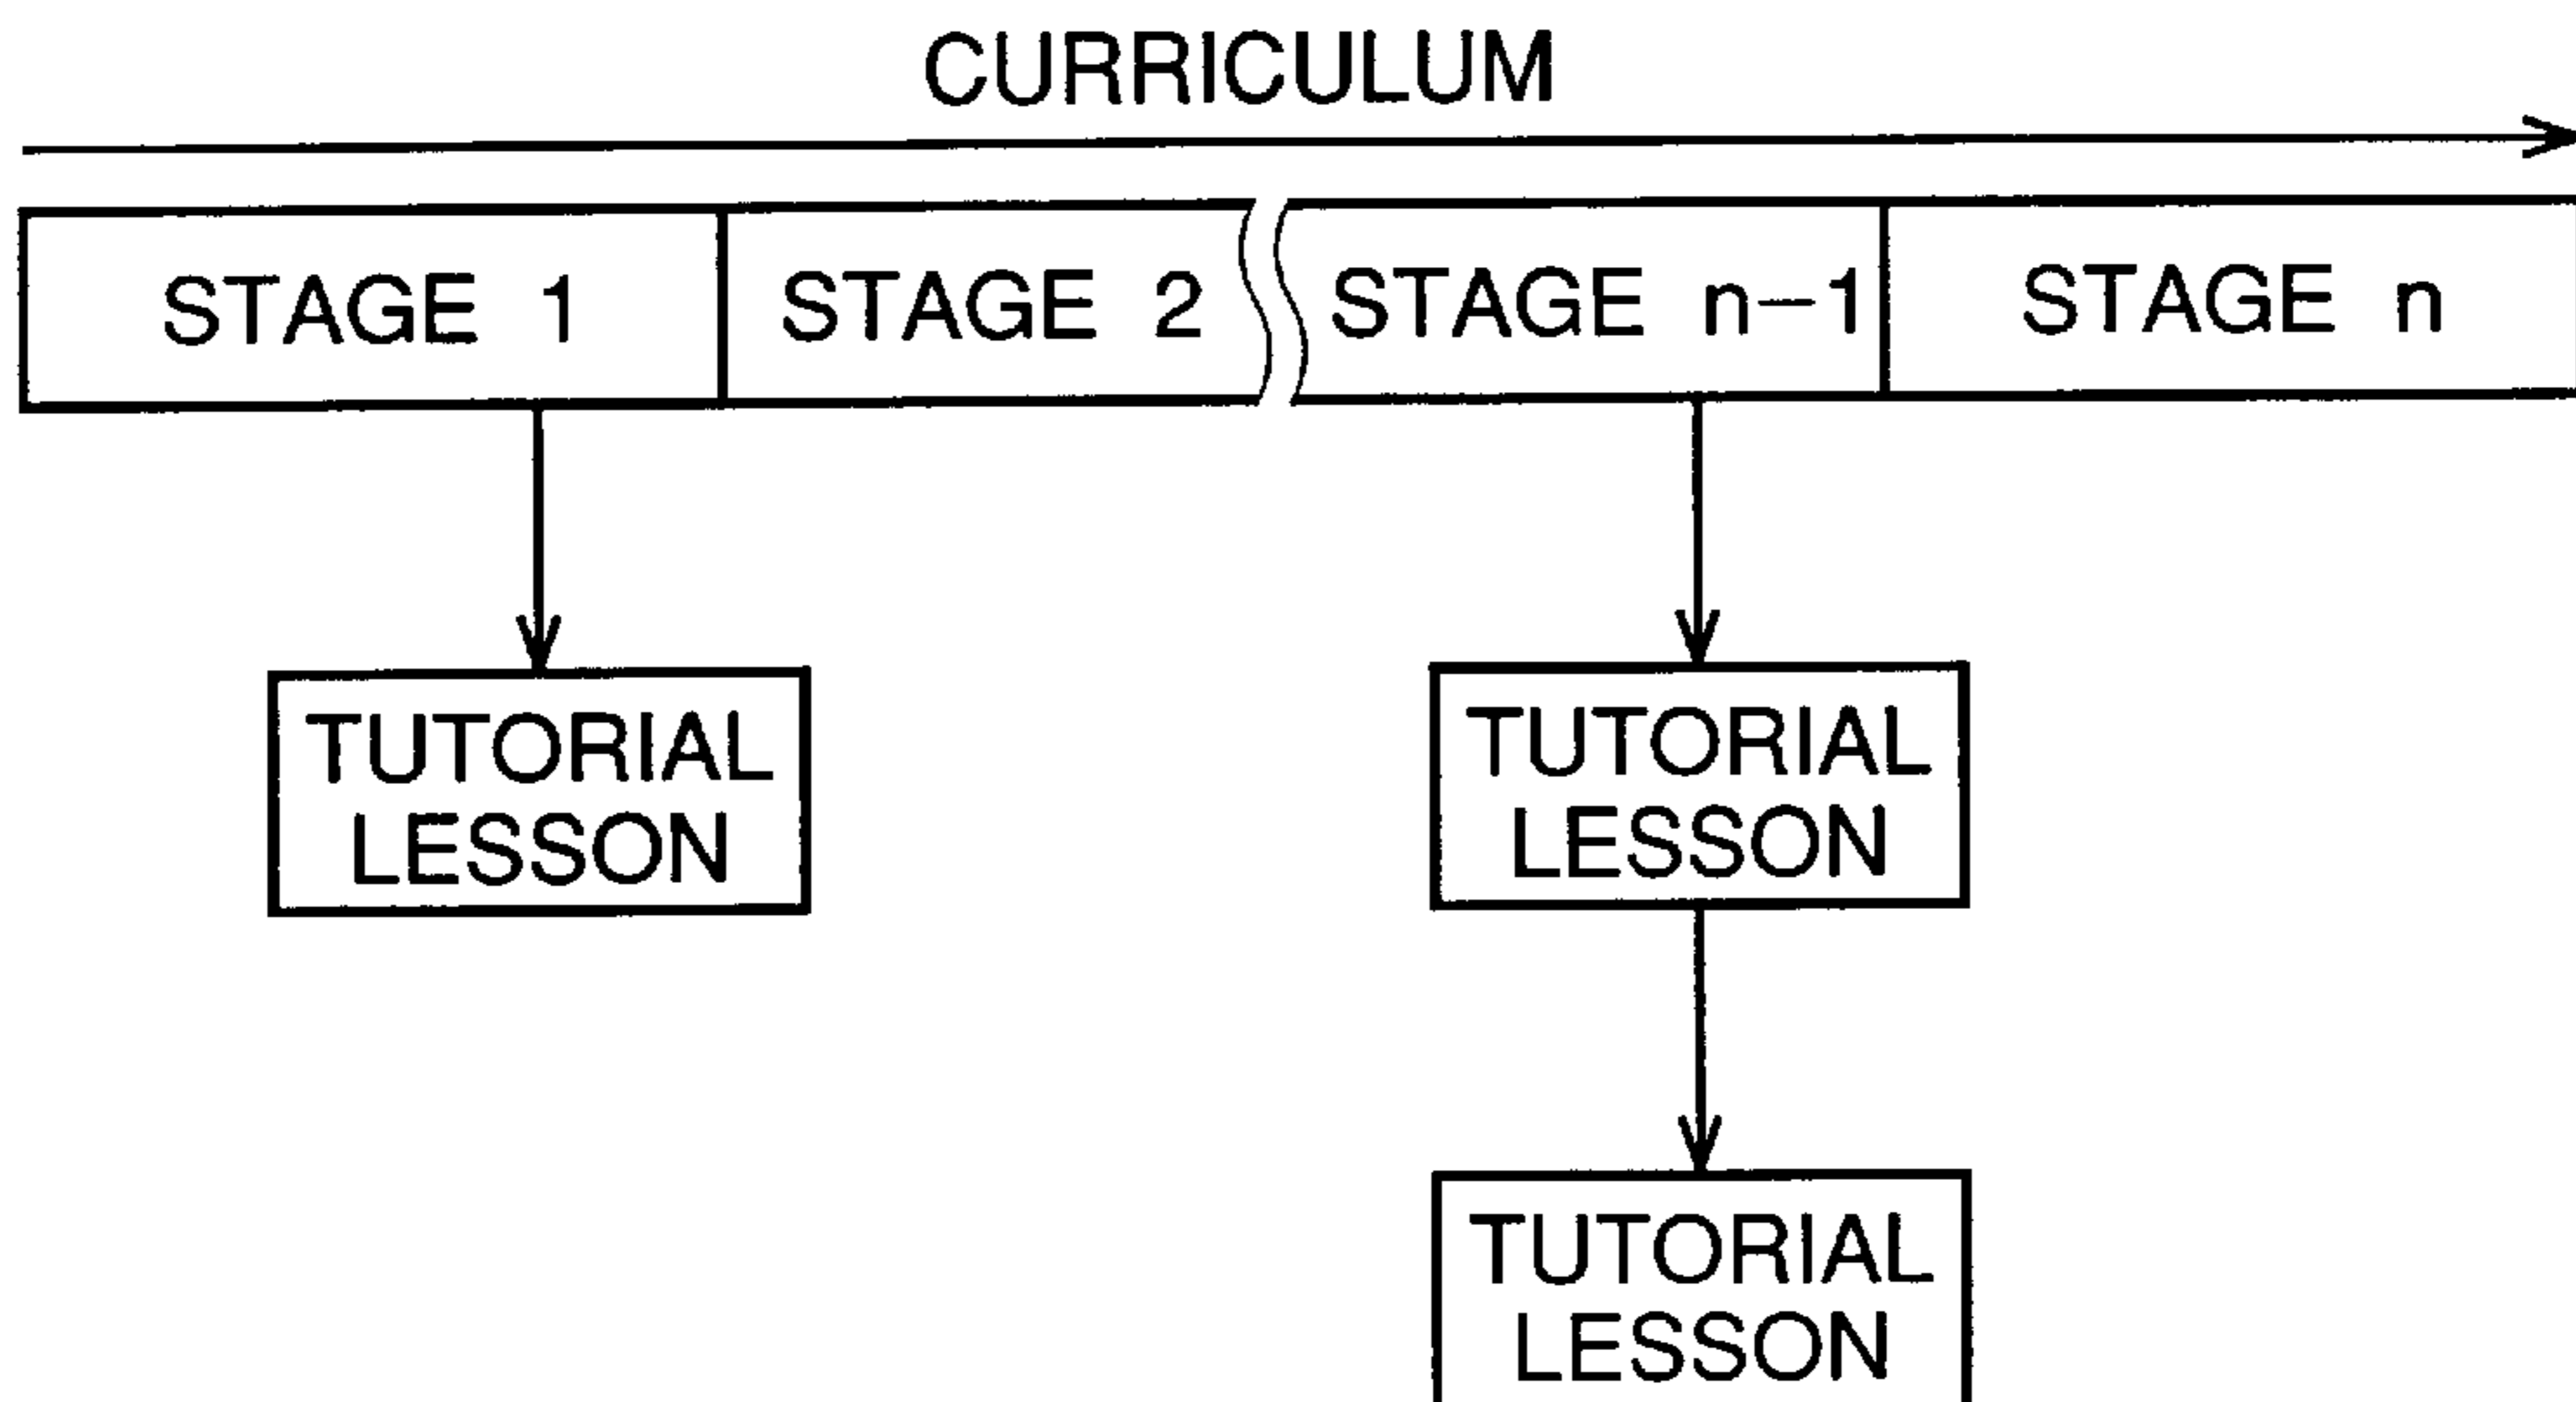 CURRICULUM
STAGE 1
STAGE 2
STAGE n−1
STAGE n
TUTORIAL
LESSON
TUTORIAL
LESSON
TUTORIAL
LESSON